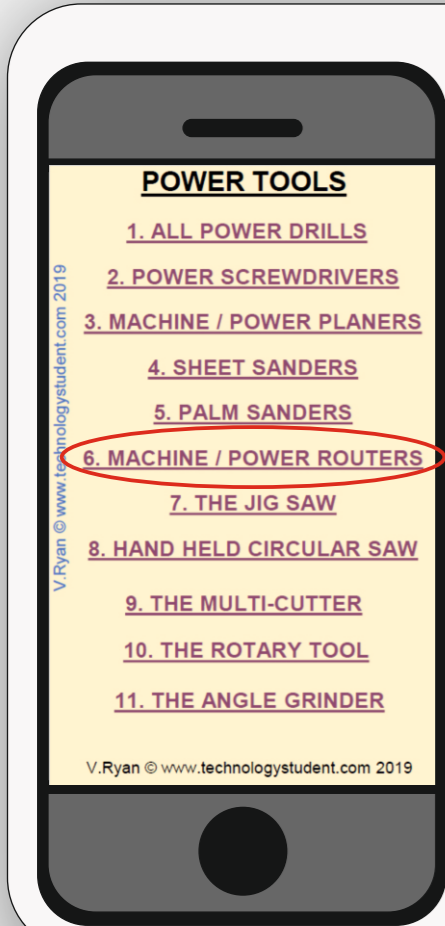 POWER TOOLS
1. ALL POWER DRILLS
2. POWER SCREWDRIVERS
3. MACHINE / POWER PLANERS
4. SHEET SANDERS
5. PALM SANDERS
6. MACHINE / POWER ROUTERS
7. THE JIG SAW
8. HAND HELD CIRCULAR SAW
9. THE MULTI-CUTTER
10. THE ROTARY TOOL
11. THE ANGLE GRINDER
V.Ryan © www.technologystudent.com 2019
V.Ryan © www.technologystudent.com 2019